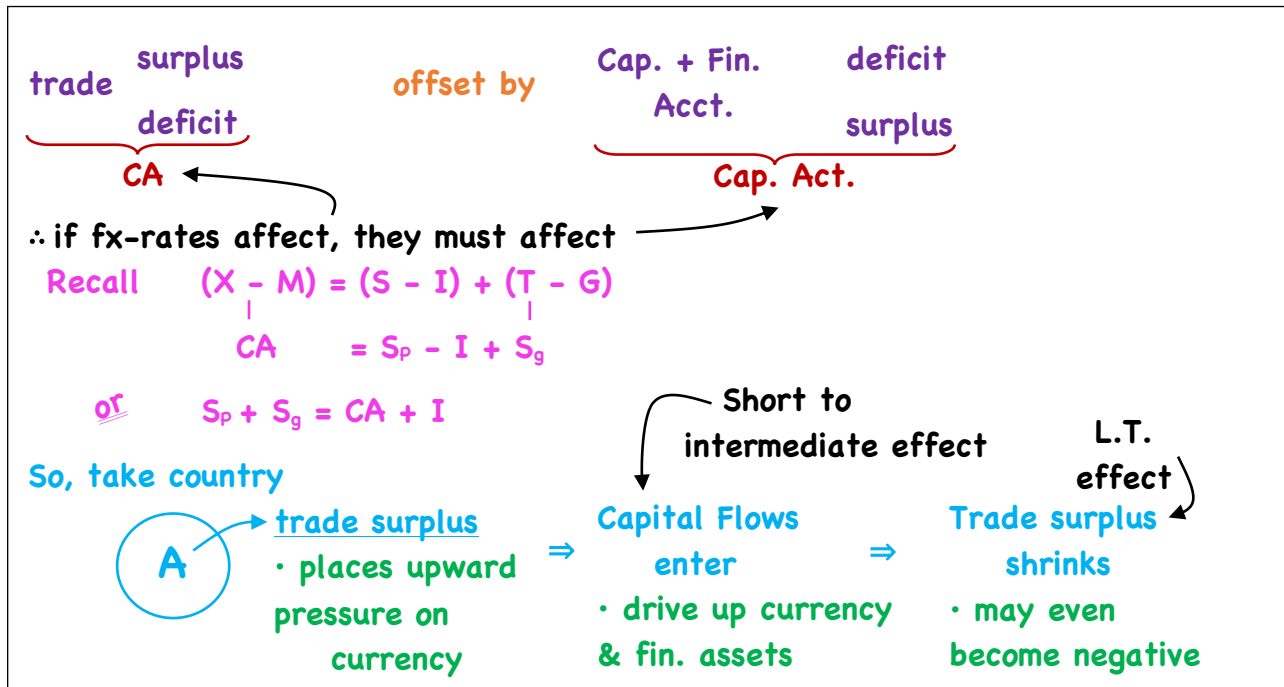 trade surplus offset by Cap. + Fin. deficit
deficit Acct. surplus
CA Cap. Act.
∴ if fx-rates affect, they must affect
Recall (X - M) = (S - I) + (T - G)
CA = Sₚ - I + S_g
or Sₚ + S_g = CA + I
Short to
intermediate effect
L.T.
effect
So, take country
A
trade surplus
· places upward
pressure on
currency
⇒
Capital Flows
enter
· drive up currency
& fin. assets
⇒
Trade surplus
shrinks
· may even
become negative